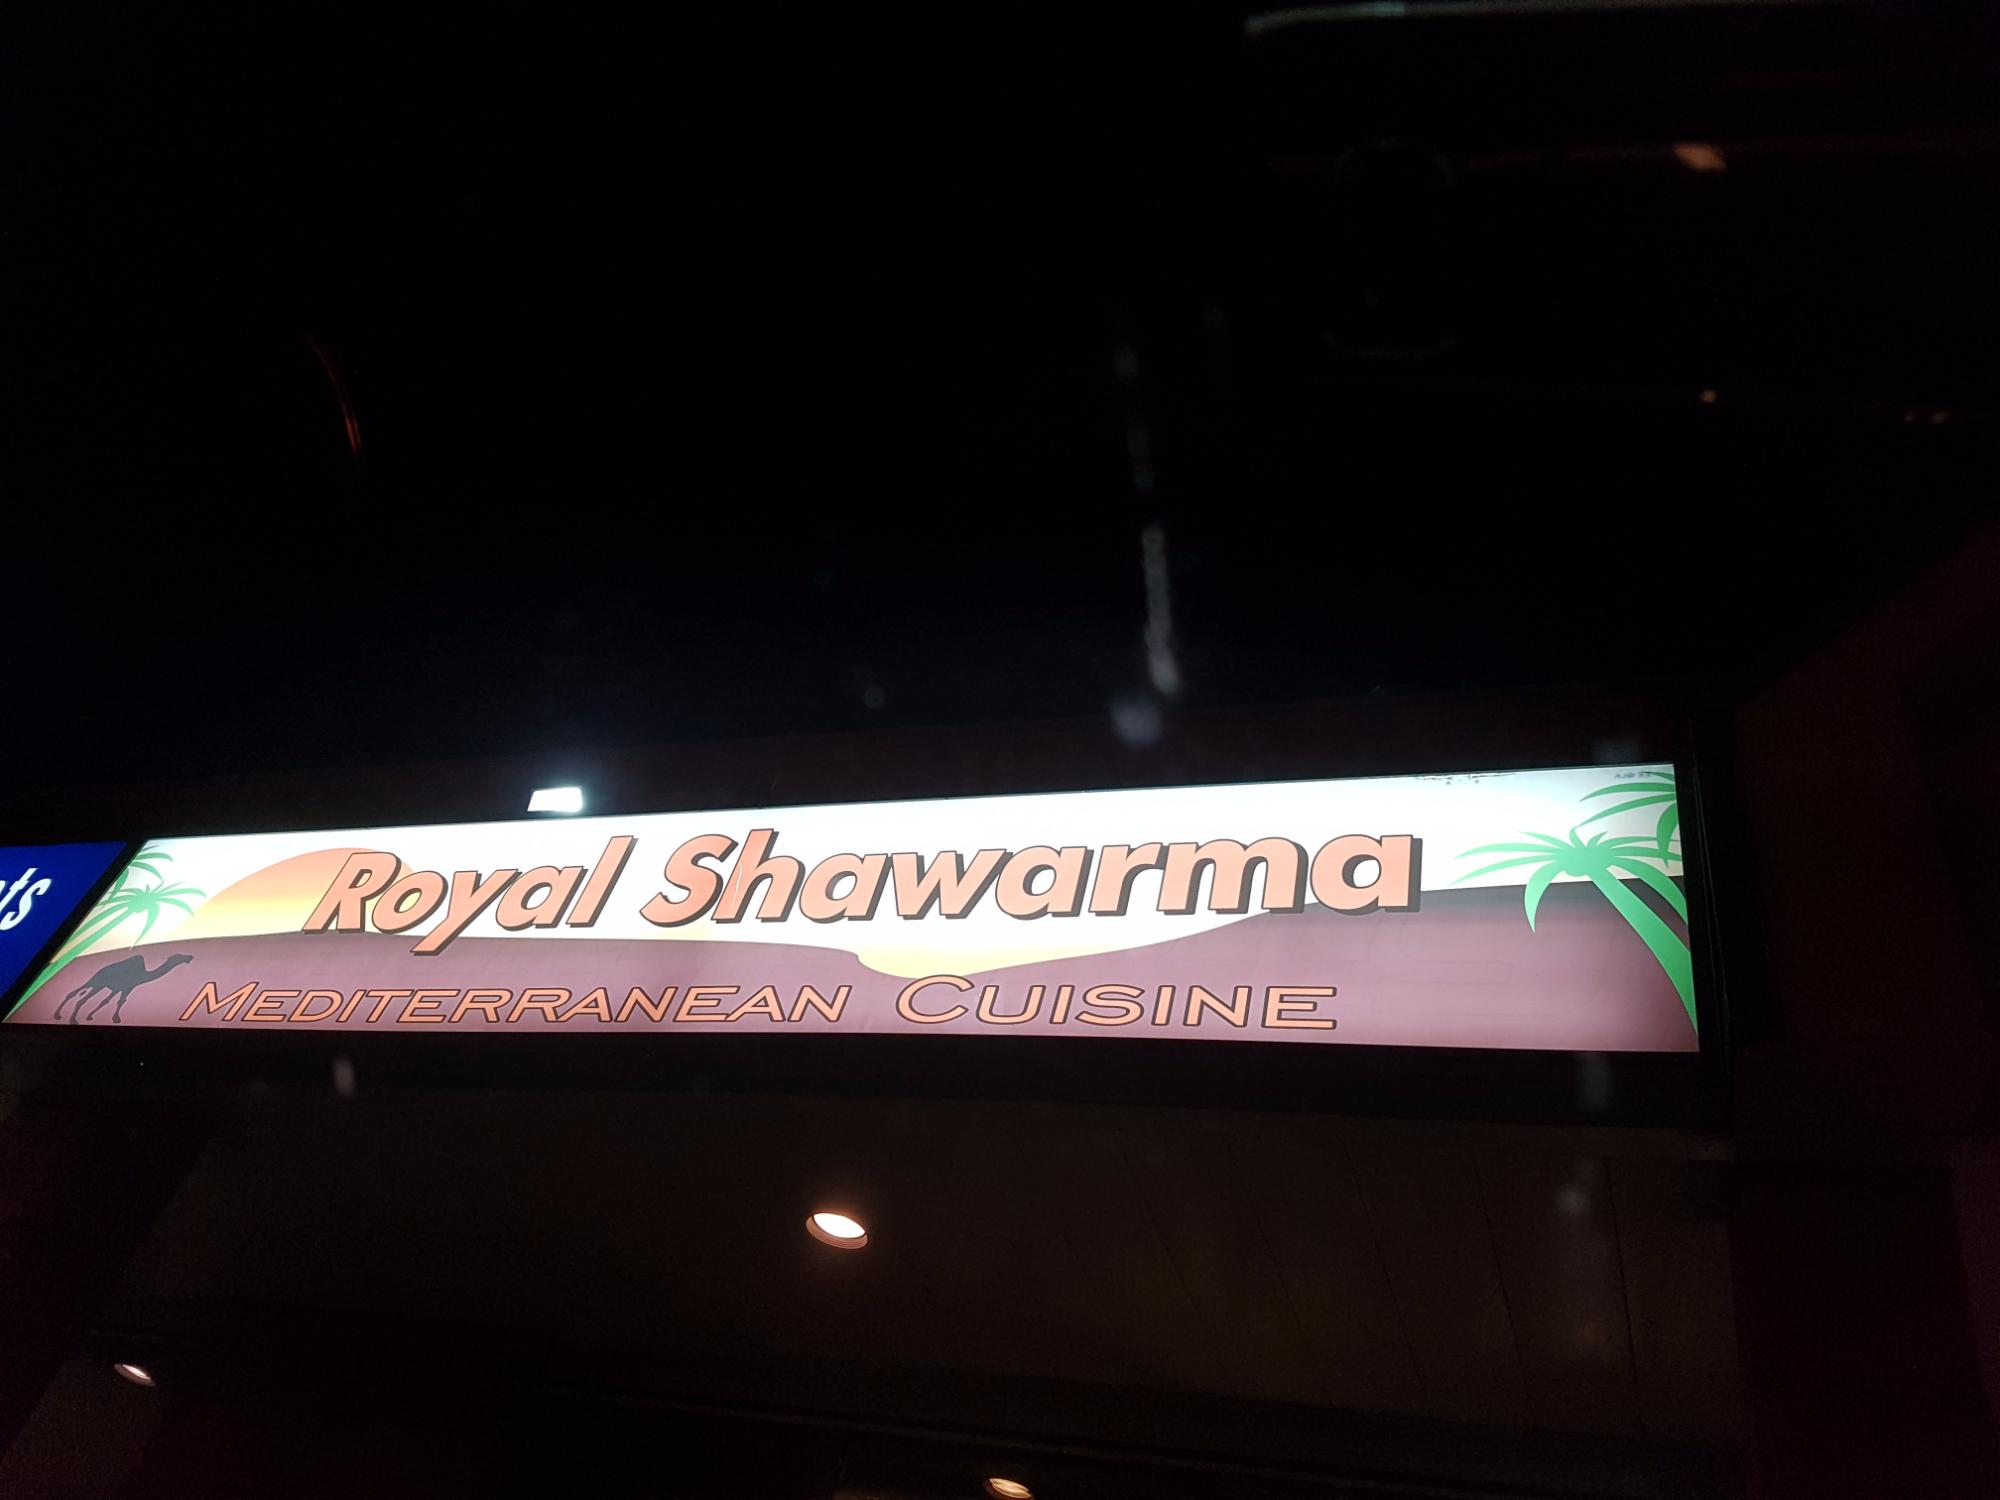 Royal Shawarma
MEDITERRANEAN CUISINE